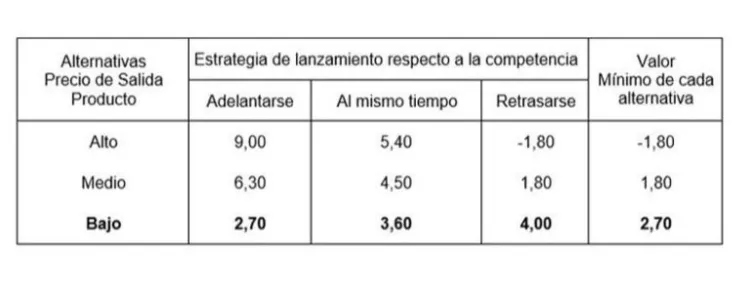 Alternativas
Precio de Salida
Producto
Estrategia de lanzamiento respecto a la competencia
Valor
Mínimo de cada
alternativa
Adelantarse
Al mismo tiempo
Retrasarse
Alto
9,00
5,40
-1,80
-1,80
Medio
6,30
4,50
1,80
1,80
Bajo
2,70
3,60
4,00
2,70